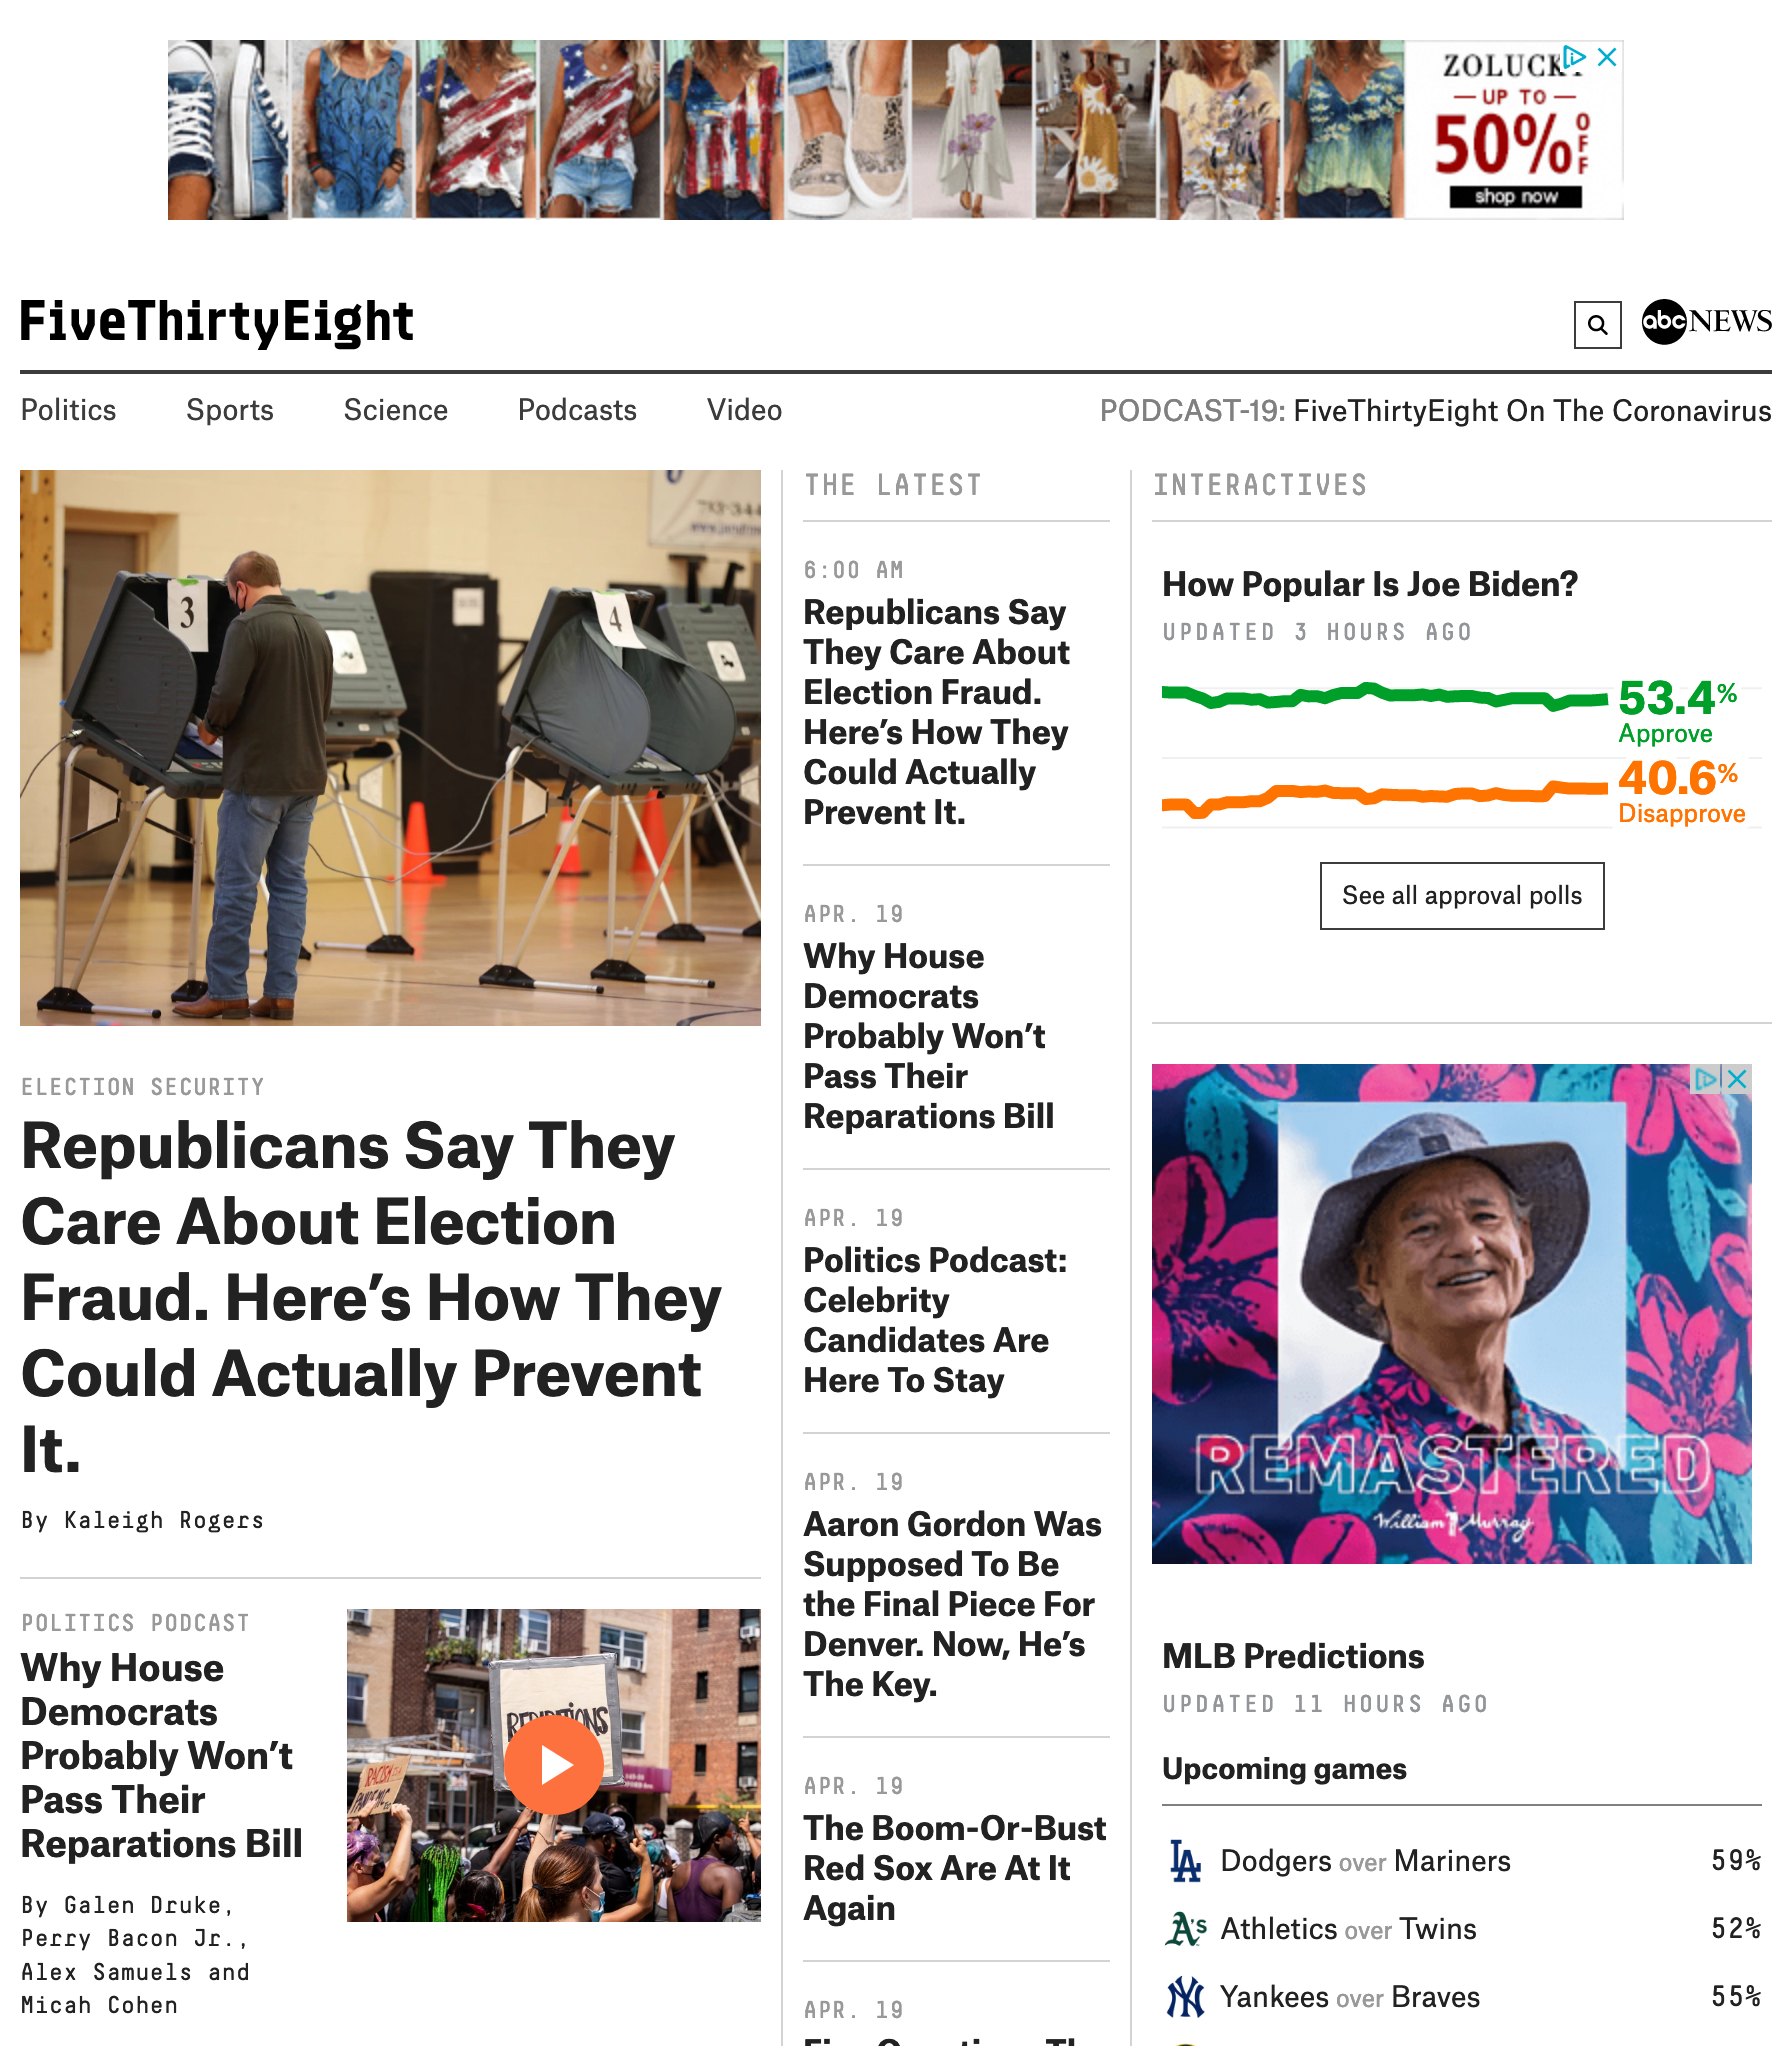 ZOLUCKY
UP TO
50% OFF
shop now
FiveThirtyEight
abc NEWS
Politics
Sports
Science
Podcasts
Video
PODCAST-19: FiveThirtyEight On The Coronavirus
3
4
ELECTION SECURITY
Republicans Say They
Care About Election
Fraud. Here’s How They
Could Actually Prevent
It.
By Kaleigh Rogers
POLITICS PODCAST
Why House
Democrats
Probably Won’t
Pass Their
Reparations Bill
By Galen Druke,
Perry Bacon Jr.,
Alex Samuels and
Micah Cohen
RACISM
THE LATEST
6:00 AM
Republicans Say
They Care About
Election Fraud.
Here’s How They
Could Actually
Prevent It.
APR. 19
Why House
Democrats
Probably Won’t
Pass Their
Reparations Bill
APR. 19
Politics Podcast:
Celebrity
Candidates Are
Here To Stay
APR. 19
Aaron Gordon Was
Supposed To Be
the Final Piece For
Denver. Now, He’s
The Key.
APR. 19
The Boom-Or-Bust
Red Sox Are At It
Again
APR. 19
INTERACTIVES
How Popular Is Joe Biden?
UPDATED 3 HOURS AGO
53.4%
Approve
40.6%
Disapprove
See all approval polls
REMASTERED
William Murray
MLB Predictions
UPDATED 11 HOURS AGO
Upcoming games
LA Dodgers over Mariners 59%
A's Athletics over Twins 52%
NY Yankees over Braves 55%